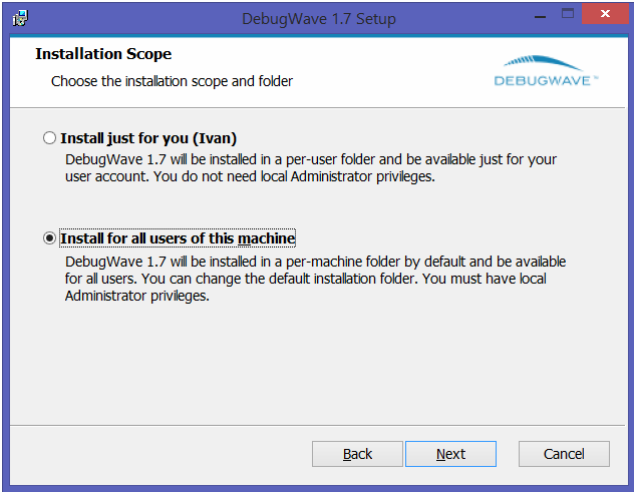 DebugWave 1.7 Setup
Installation Scope
Choose the installation scope and folder
DEBUGWAVE™
Install just for you (Ivan)
DebugWave 1.7 will be installed in a per-user folder and be available just for your
user account. You do not need local Administrator privileges.
Install for all users of this machine
DebugWave 1.7 will be installed in a per-machine folder by default and be available
for all users. You can change the default installation folder. You must have local
Administrator privileges.
Back Next Cancel